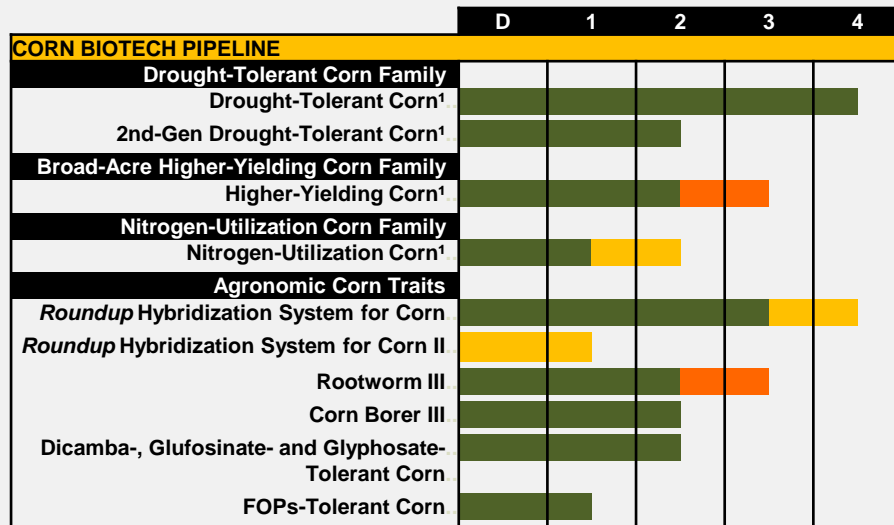 D 1 2 3 4
CORN BIOTECH PIPELINE
Drought-Tolerant Corn Family
Drought-Tolerant Corn¹
2nd-Gen Drought-Tolerant Corn¹
Broad-Acre Higher-Yielding Corn Family
Higher-Yielding Corn¹
Nitrogen-Utilization Corn Family
Nitrogen-Utilization Corn¹
Agronomic Corn Traits
Roundup Hybridization System for Corn
Roundup Hybridization System for Corn II
Rootworm III
Corn Borer III
Dicamba-, Glufosinate- and Glyphosate-
Tolerant Corn
FOPs-Tolerant Corn